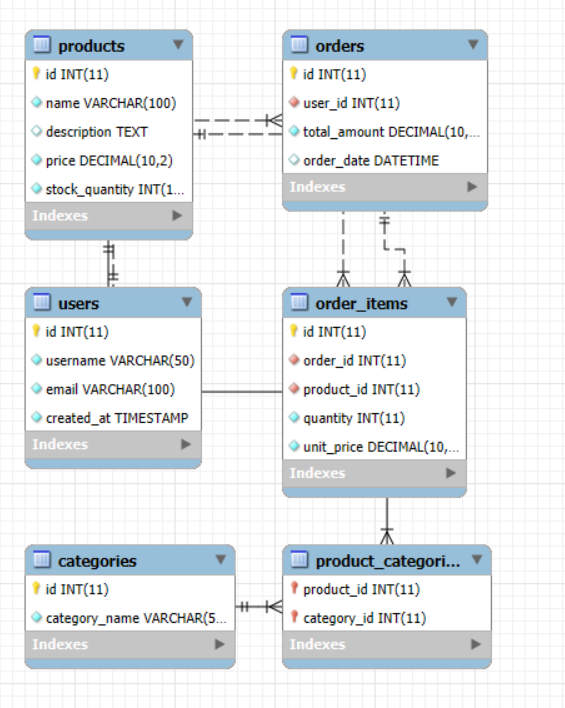 products
id INT(11)
name VARCHAR(100)
description TEXT
price DECIMAL(10,2)
stock_quantity INT(1...
Indexes
orders
id INT(11)
user_id INT(11)
total_amount DECIMAL(10,...
order_date DATETIME
Indexes
users
id INT(11)
username VARCHAR(50)
email VARCHAR(100)
created_at TIMESTAMP
Indexes
order_items
id INT(11)
order_id INT(11)
product_id INT(11)
quantity INT(11)
unit_price DECIMAL(10,...
Indexes
categories
id INT(11)
category_name VARCHAR(5...
Indexes
product_categori...
product_id INT(11)
category_id INT(11)
Indexes